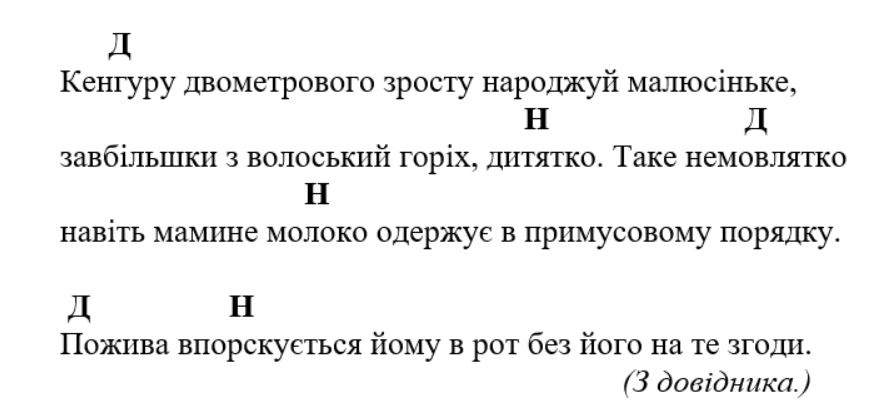 Д
Кенгуру двометрового зросту народжуй малюсіньке,
Н Д
завбільшки з волоський горіх, дитятко. Таке немовлятко
Н
навіть мамине молоко одержує в примусовому порядку.
Д Н
Пожива впорскується йому в рот без його на те згоди.
(З довідника.)